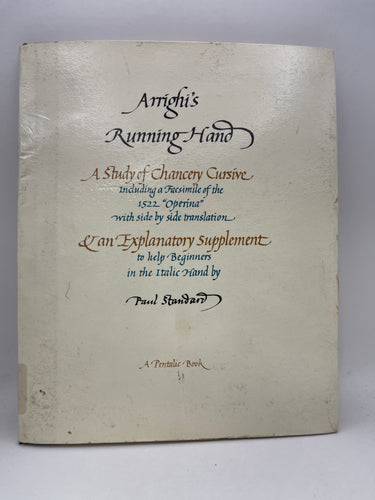 Arrighi's
Running Hand
A Study of Chancery Cursive
Including a Facsimile of the
1522 "Operina"
with side by side translation
& an Explanatory Supplement
to help Beginners
in the Italic Hand by
Paul Standard
A Pentalic Book